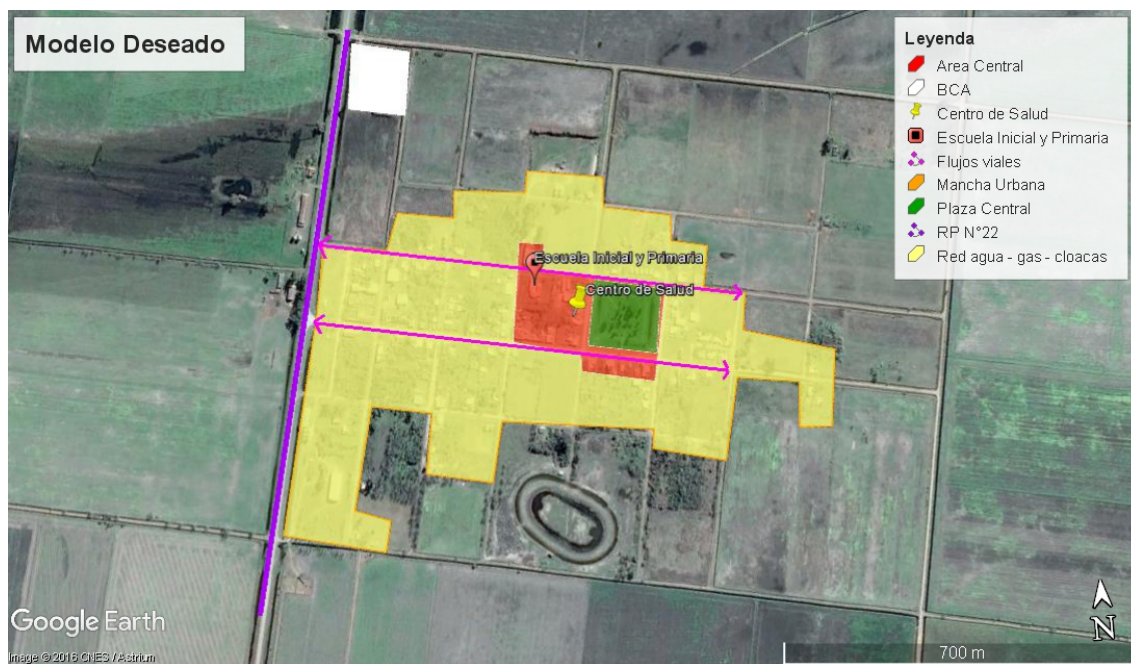 Modelo Deseado
Leyenda
Area Central
BCA
Centro de Salud
Escuela Inicial y Primaria
Flujos viales
Mancha Urbana
Plaza Central
RP N°22
Red agua - gas - cloacas
Escuela Inicial y Primaria
Centro de Salud
Google Earth
Image © 2016 CNES / Astrium
N
700 m